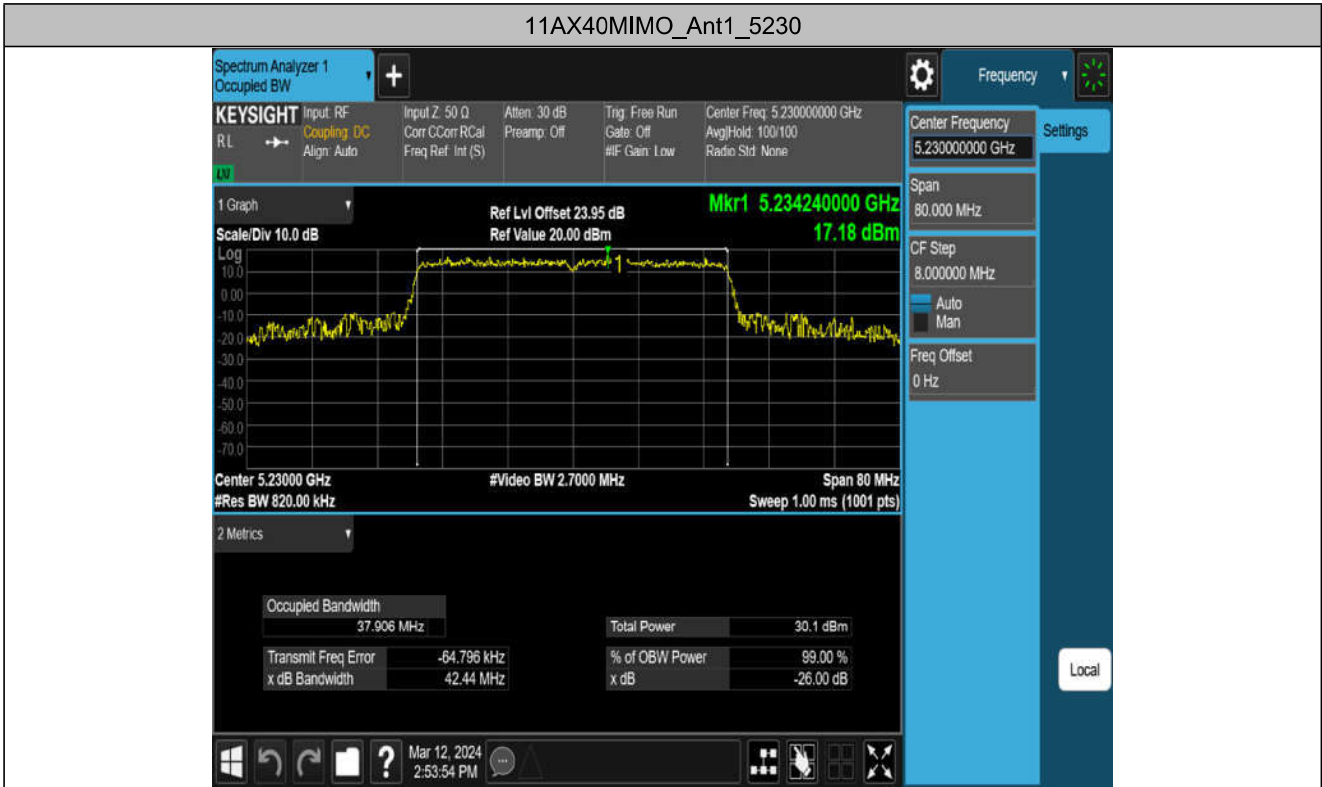 11AX40MIMO_Ant1_5230
Spectrum Analyzer 1
Occupied BW
Frequency
KEYSIGHT
R L
Input: RF
Coupling: DC
Align: Auto
Input Z: 50 Ω
Corr CCorr RCal
Freq Ref: Int (S)
Atten: 30 dB
Preamp: Off
Trig: Free Run
Gate: Off
#IF Gain: Low
Center Freq: 5.230000000 GHz
Avg|Hold: 100/100
Radio Std: None
Center Frequency
5.230000000 GHz
Settings
Span
80.000 MHz
CF Step
8.000000 MHz
Auto
Man
Freq Offset
0 Hz
1 Graph
Scale/Div 10.0 dB
Ref Lvl Offset 23.95 dB
Ref Value 20.00 dBm
Mkr1 5.234240000 GHz
17.18 dBm
Log
10.0
0.00
-10.0
-20.0
-30.0
-40.0
-50.0
-60.0
-70.0
1
Center 5.23000 GHz
#Video BW 2.7000 MHz
Span 80 MHz
#Res BW 820.00 kHz
Sweep 1.00 ms (1001 pts)
2 Metrics
Occupied Bandwidth
37.906 MHz
Total Power 30.1 dBm
Transmit Freq Error -64.796 kHz
% of OBW Power 99.00 %
x dB Bandwidth 42.44 MHz
x dB -26.00 dB
Local
?
Mar 12, 2024
2:53:54 PM